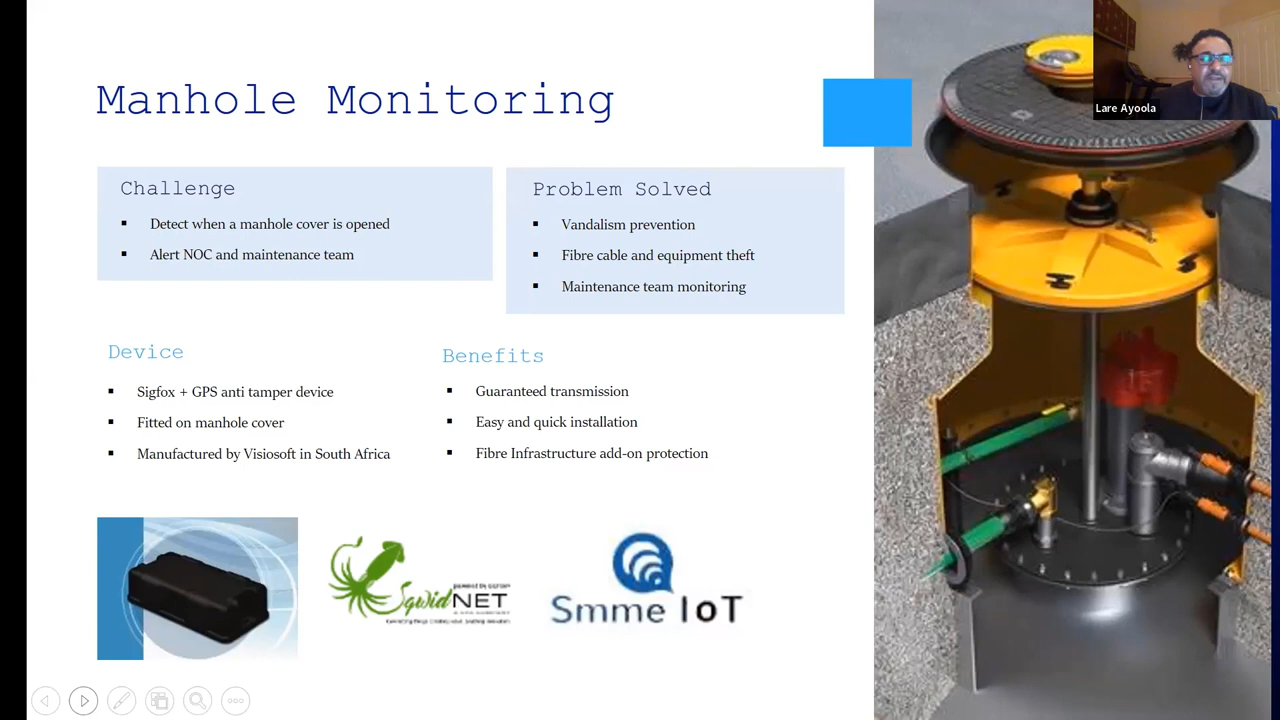 Manhole Monitoring
Lare Ayoola
Challenge
▪ Detect when a manhole cover is opened
▪ Alert NOC and maintenance team
Problem Solved
▪ Vandalism prevention
▪ Fibre cable and equipment theft
▪ Maintenance team monitoring
Device
▪ Sigfox + GPS anti tamper device
▪ Fitted on manhole cover
▪ Manufactured by Visiosoft in South Africa
Benefits
▪ Guaranteed transmission
▪ Easy and quick installation
▪ Fibre Infrastructure add-on protection
SqwidNET
Smme IoT